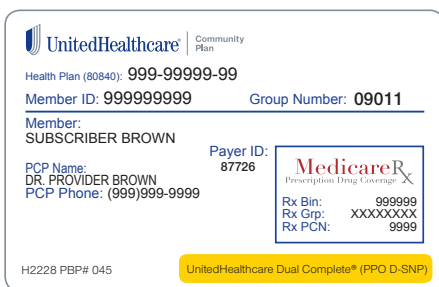 UnitedHealthcare® Community
Plan
Health Plan (80840): 999-99999-99
Member ID: 999999999 Group Number: 09011
Member:
SUBSCRIBER BROWN
Payer ID:
87726
PCP Name:
DR. PROVIDER BROWN
PCP Phone: (999)999-9999
MedicareRx
Prescription Drug Coverage
Rx Bin: 999999
Rx Grp: XXXXXXXX
Rx PCN: 9999
H2228 PBP# 045
UnitedHealthcare Dual Complete® (PPO D-SNP)